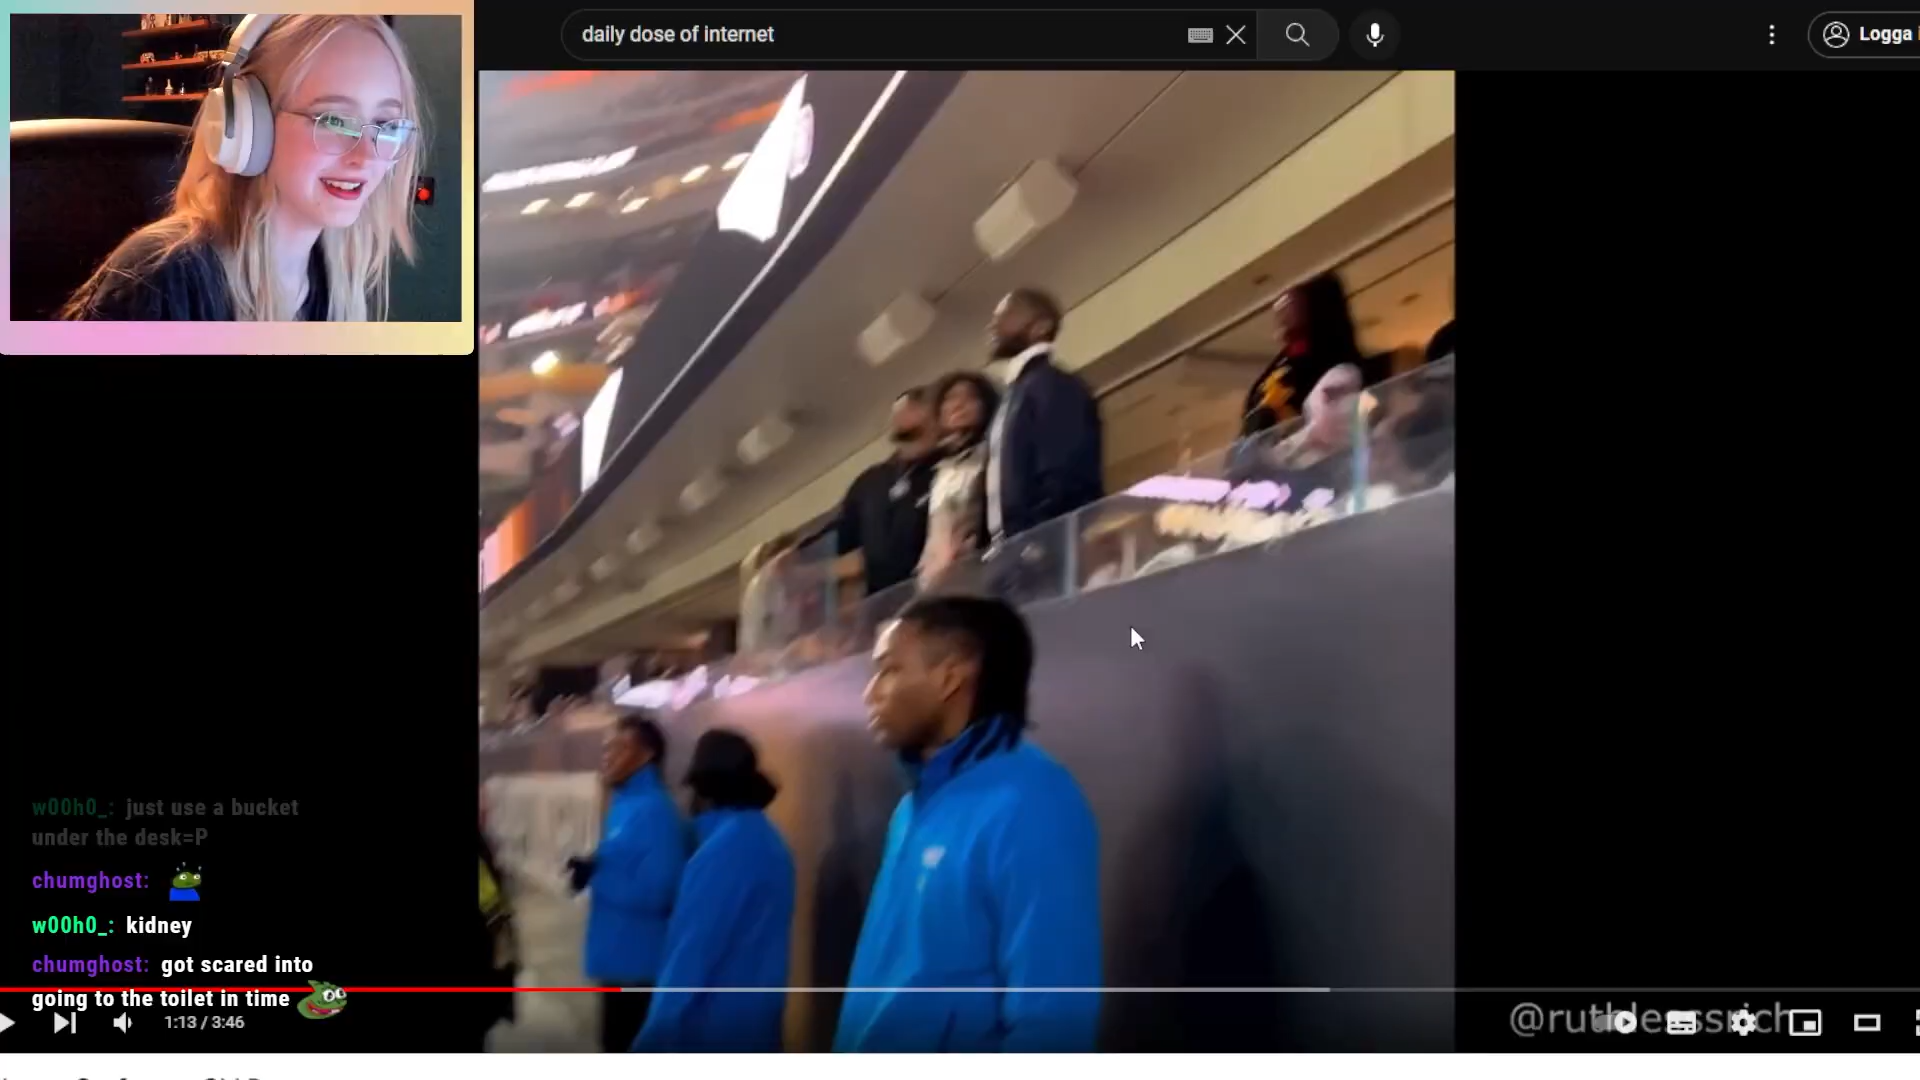 daily dose of internet
Logga
w00h0_: just use a bucket
under the desk=P
chumghost:
w00h0_: kidney
chumghost: got scared into
going to the toilet in time
1:13 / 3:46